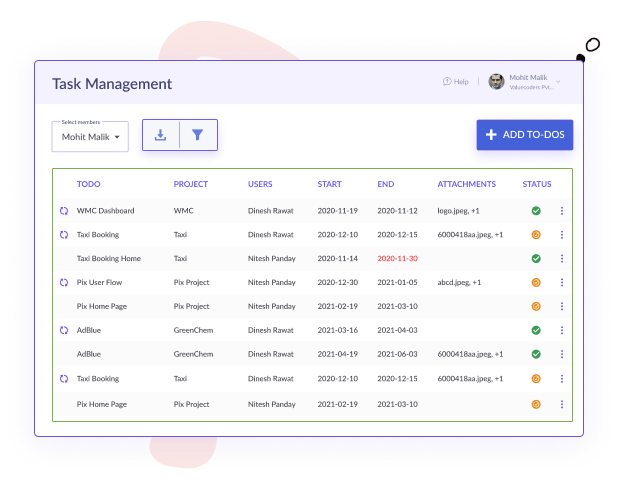 Task Management
Help
Mohit Malik
Valuecoders Pvt...
Select members
Mohit Malik
ADD TO-DOS
TODO PROJECT USERS START END ATTACHMENTS STATUS
WMC Dashboard WMC Dinesh Rawat 2020-11-19 2020-11-12 logo.jpeg, +1
Taxi Booking Taxi Dinesh Rawat 2020-12-10 2020-12-15 6000418aa.jpeg, +1
Taxi Booking Home Taxi Nitesh Panday 2020-11-14 2020-11-30
Pix User Flow Pix Project Nitesh Panday 2020-12-30 2021-01-05 abcd.jpeg, +1
Pix Home Page Pix Project Nitesh Panday 2021-02-19 2021-03-10
AdBlue GreenChem Dinesh Rawat 2021-03-16 2021-04-03
AdBlue GreenChem Dinesh Rawat 2021-04-19 2021-06-03 6000418aa.jpeg, +1
Taxi Booking Taxi Dinesh Rawat 2020-12-10 2020-12-15 6000418aa.jpeg, +1
Pix Home Page Pix Project Nitesh Panday 2021-02-19 2021-03-10